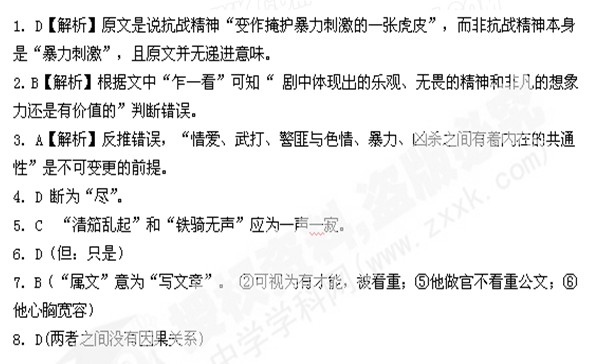 1. D【解析】原文是说抗战精神“变作掩护暴力刺激的一张虎皮”，而非抗战精神本身
是“暴力刺激”，且原文并无递进意味。
2. B【解析】根据文中“乍一看”可知“ 剧中体现出的乐观、无畏的精神和非凡的想象
力还是有价值的”判断错误。
3. A【解析】反推错误，“情爱、武打、警匪与色情、暴力、凶杀之间有着内在的共通
性”是不可变更的前提。
4. D 断为“尽”。
5. C “清笳乱起”和“铁骑无声”应为一声一寂。
6. D（但：只是）
7. B（“属文”意为“写文章”。 ②可视为有才能，被看重；⑤他做官不看重公文；⑥
他心胸宽容）
8. D(两者之间没有因果关系)
www.zxxk.com